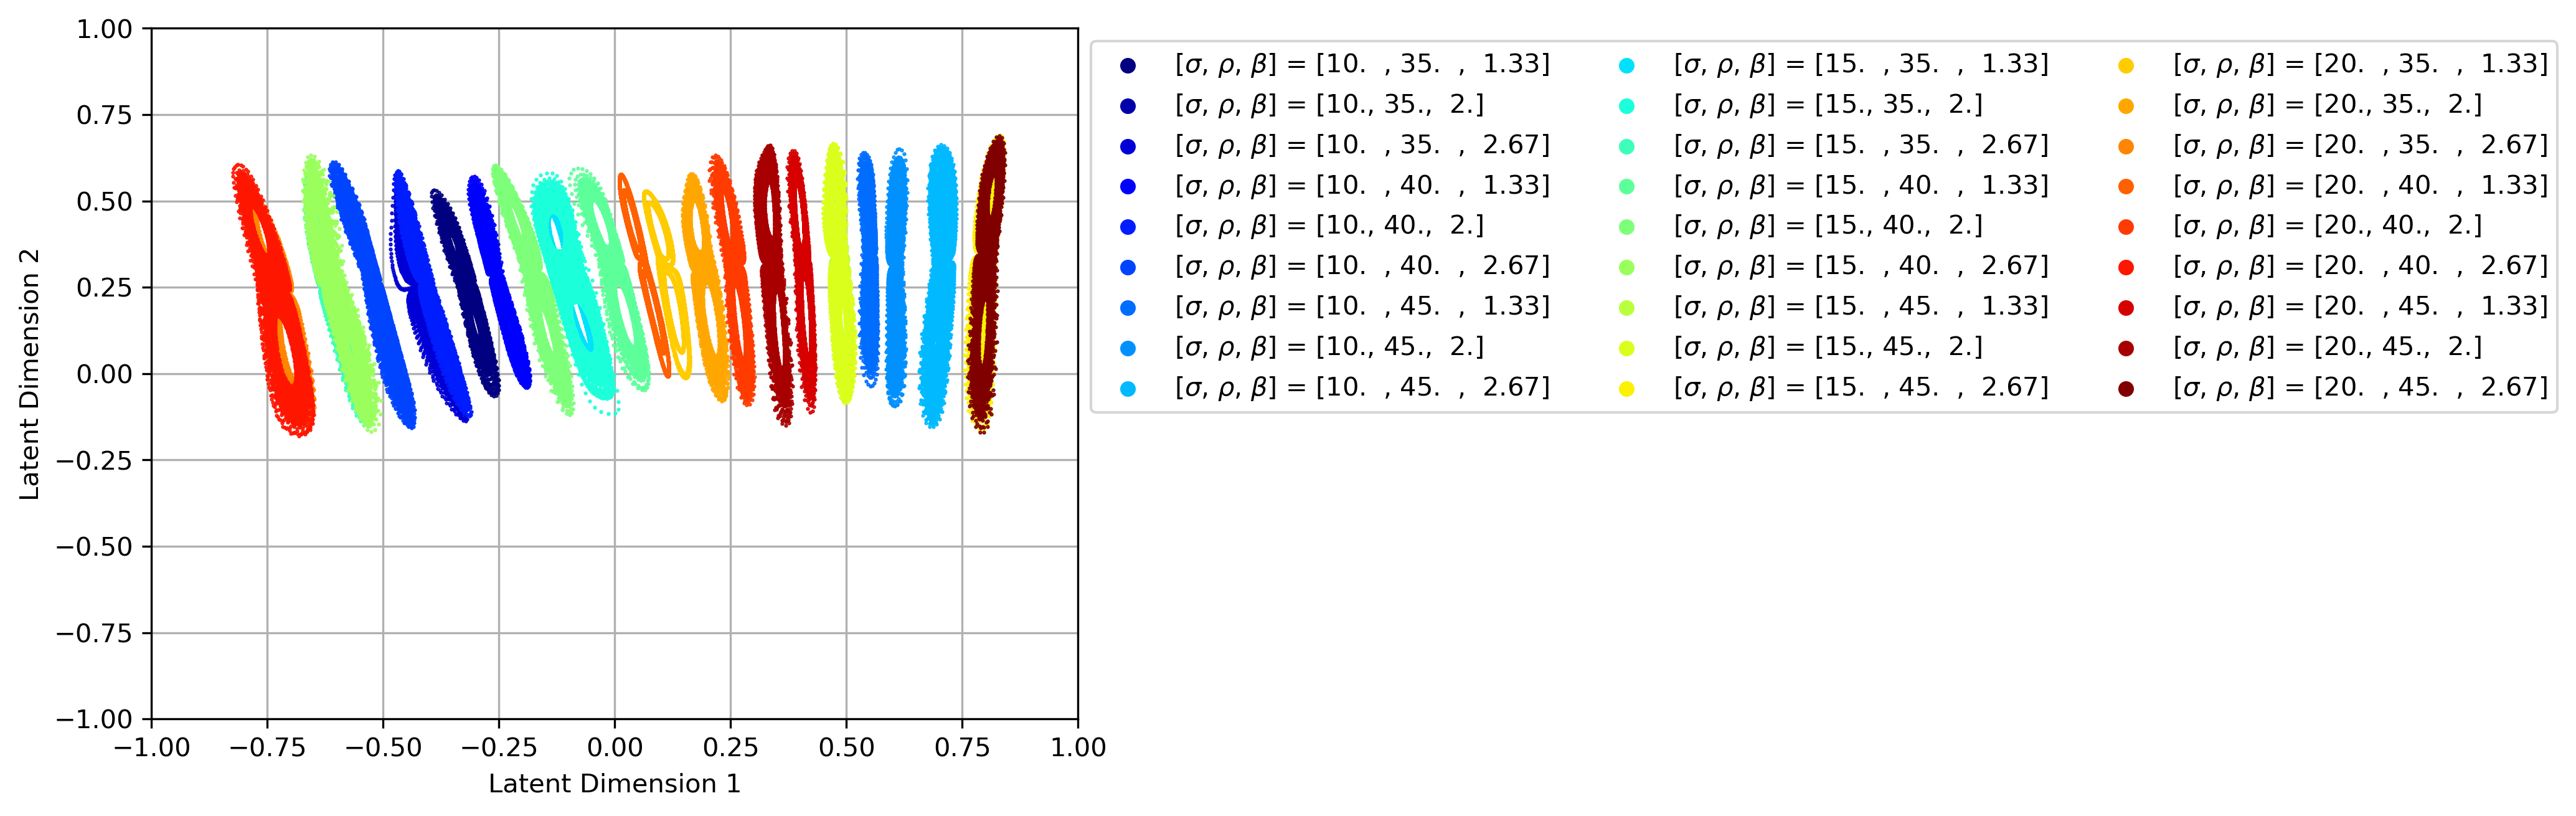 1.00
0.75
0.50
0.25
0.00
−0.25
−0.50
−0.75
−1.00
Latent Dimension 2
−1.00 −0.75 −0.50 −0.25 0.00 0.25 0.50 0.75 1.00
Latent Dimension 1
[σ, ρ, β] = [10. , 35. , 1.33]
[σ, ρ, β] = [10., 35., 2.]
[σ, ρ, β] = [10. , 35. , 2.67]
[σ, ρ, β] = [10. , 40. , 1.33]
[σ, ρ, β] = [10., 40., 2.]
[σ, ρ, β] = [10. , 40. , 2.67]
[σ, ρ, β] = [10. , 45. , 1.33]
[σ, ρ, β] = [10., 45., 2.]
[σ, ρ, β] = [10. , 45. , 2.67]
[σ, ρ, β] = [15. , 35. , 1.33]
[σ, ρ, β] = [15., 35., 2.]
[σ, ρ, β] = [15. , 35. , 2.67]
[σ, ρ, β] = [15. , 40. , 1.33]
[σ, ρ, β] = [15., 40., 2.]
[σ, ρ, β] = [15. , 40. , 2.67]
[σ, ρ, β] = [15. , 45. , 1.33]
[σ, ρ, β] = [15., 45., 2.]
[σ, ρ, β] = [15. , 45. , 2.67]
[σ, ρ, β] = [20. , 35. , 1.33]
[σ, ρ, β] = [20., 35., 2.]
[σ, ρ, β] = [20. , 35. , 2.67]
[σ, ρ, β] = [20. , 40. , 1.33]
[σ, ρ, β] = [20., 40., 2.]
[σ, ρ, β] = [20. , 40. , 2.67]
[σ, ρ, β] = [20. , 45. , 1.33]
[σ, ρ, β] = [20., 45., 2.]
[σ, ρ, β] = [20. , 45. , 2.67]